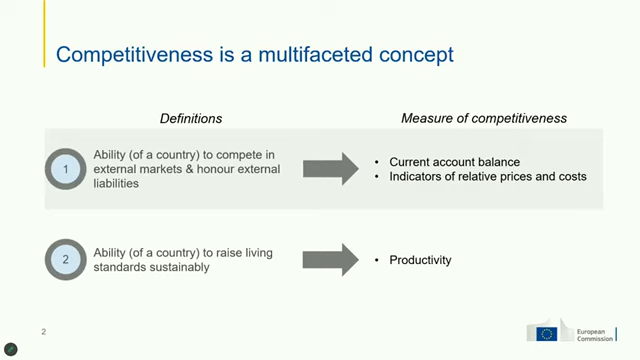 Competitiveness is a multifaceted concept
Definitions
Measure of competitiveness
1
Ability (of a country) to compete in
external markets & honour external
liabilities
• Current account balance
• Indicators of relative prices and costs
2
Ability (of a country) to raise living
standards sustainably
• Productivity
2
European
Commission